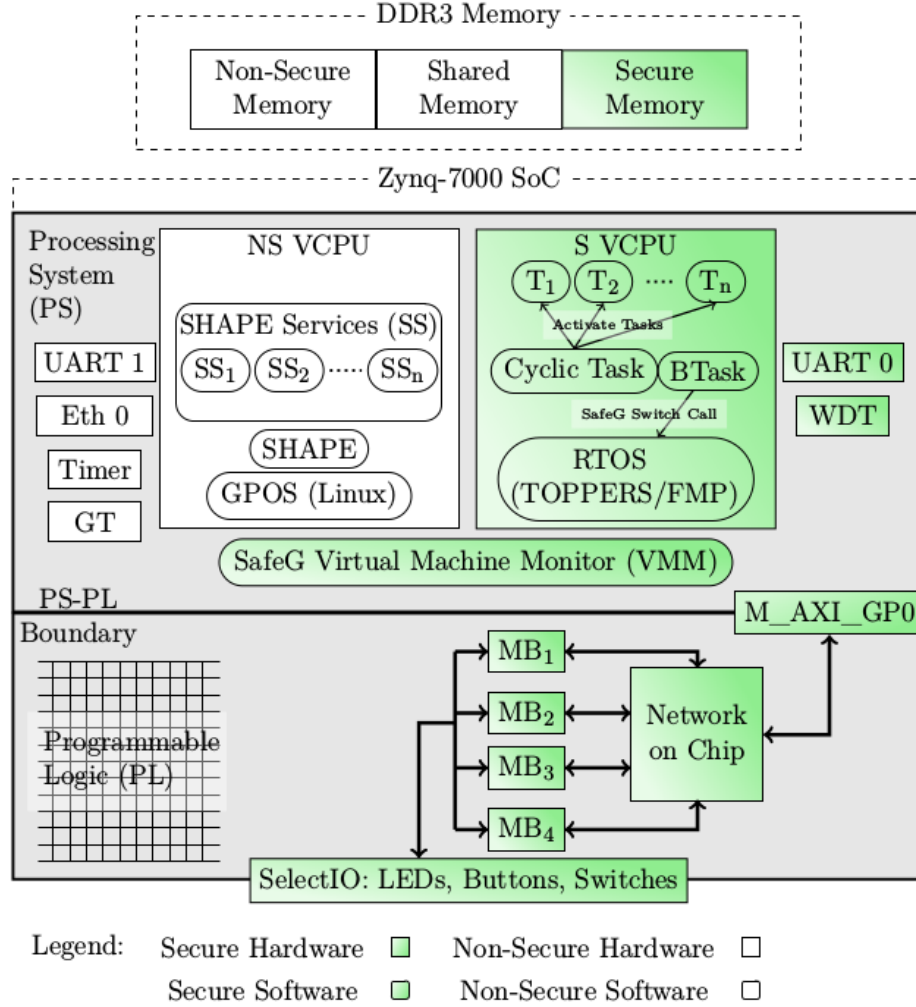 DDR3 Memory
Non-Secure
Memory
Shared
Memory
Secure
Memory
Zynq-7000 SoC
Processing
System
(PS)
UART 1
Eth 0
Timer
GT
NS VCPU
SHAPE Services (SS)
SS1 SS2 ..... SSn
SHAPE
GPOS (Linux)
S VCPU
T1 T2 .... Tn
Activate Tasks
Cyclic Task BTask
SafeG Switch Call
RTOS
(TOPPERS/FMP)
UART 0
WDT
SafeG Virtual Machine Monitor (VMM)
PS-PL
Boundary
M_AXI_GP0
Programmable
Logic (PL)
MB1
MB2
MB3
MB4
Network
on Chip
SelectIO: LEDs, Buttons, Switches
Legend: Secure Hardware Non-Secure Hardware
Secure Software Non-Secure Software